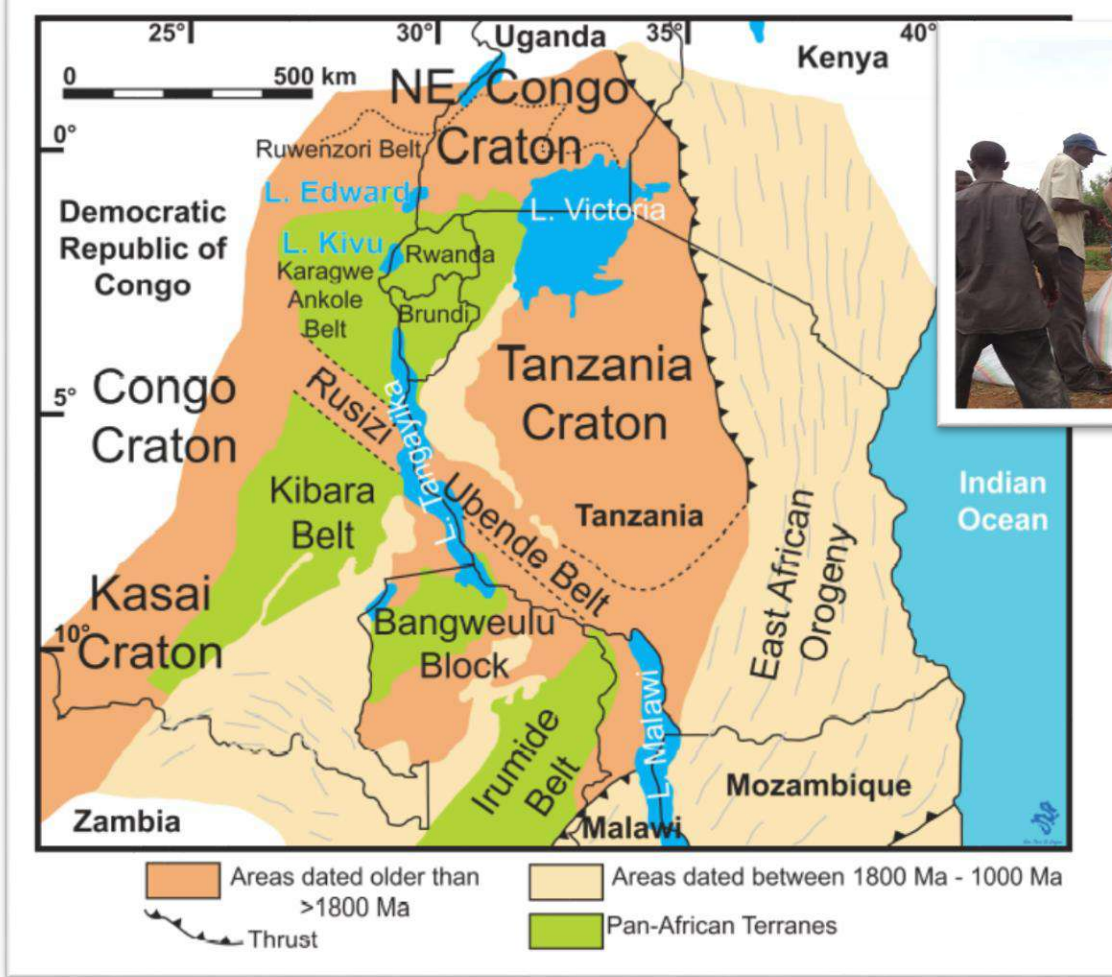 25°
30°
35°
40°
Uganda
Kenya
0
500 km
NE Congo
Craton
0°
Ruwenzori Belt
L. Edward
L. Victoria
Democratic
Republic of
Congo
L. Kivu
Rwanda
Karagwe
Ankole
Belt
Brundi
Tanzania
Craton
5°
Congo
Craton
Rusizi
L. Tangayika
Ubende Belt
Kibara
Belt
Tanzania
Indian
Ocean
East African
Orogeny
Kasai
Craton
10°
Bangweulu
Block
Irumide
Belt
L. Malawi
Mozambique
Zambia
Malawi
Areas dated older than
>1800 Ma
Areas dated between 1800 Ma - 1000 Ma
Thrust
Pan-African Terranes